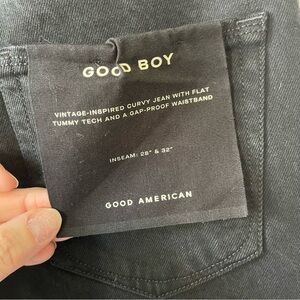 GOOD BOY
VINTAGE-INSPIRED CURVY JEAN WITH FLAT
TUMMY TECH AND A GAP-PROOF WAISTBAND
INSEAM: 28" & 32"
GOOD AMERICAN